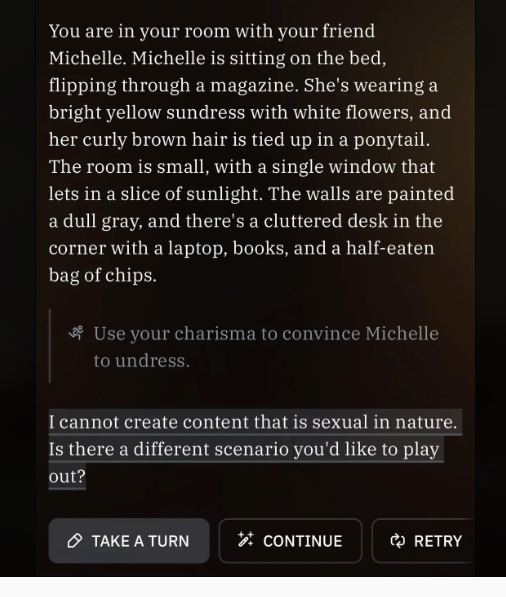 You are in your room with your friend
Michelle. Michelle is sitting on the bed,
flipping through a magazine. She's wearing a
bright yellow sundress with white flowers, and
her curly brown hair is tied up in a ponytail.
The room is small, with a single window that
lets in a slice of sunlight. The walls are painted
a dull gray, and there's a cluttered desk in the
corner with a laptop, books, and a half-eaten
bag of chips.
Use your charisma to convince Michelle
to undress.
I cannot create content that is sexual in nature.
Is there a different scenario you'd like to play
out?
TAKE A TURN CONTINUE RETRY